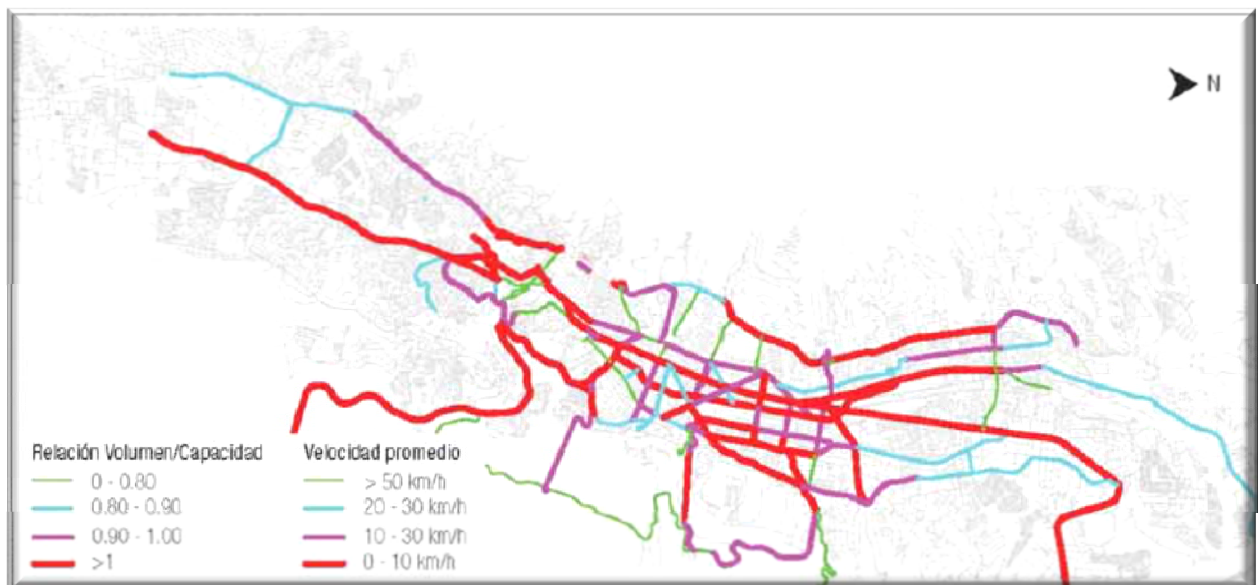 N
Relación Volumen/Capacidad
0 - 0.80
0.80 - 0.90
0.90 - 1.00
>1
Velocidad promedio
> 50 km/h
20 - 30 km/h
10 - 30 km/h
0 - 10 km/h